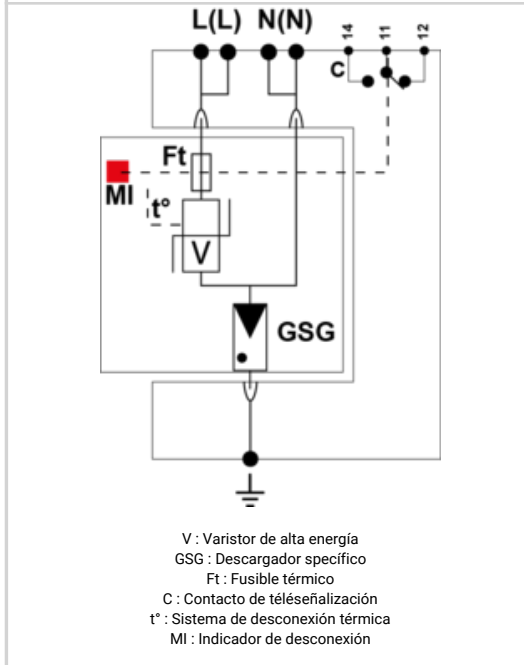 L(L) N(N)
14
11
12
C
Ft
MI
t°
V
GSG
V : Varistor de alta energía
GSG : Descargador specífico
Ft : Fusible térmico
C : Contacto de téléseñalización
t° : Sistema de desconexión térmica
MI : Indicador de desconexión